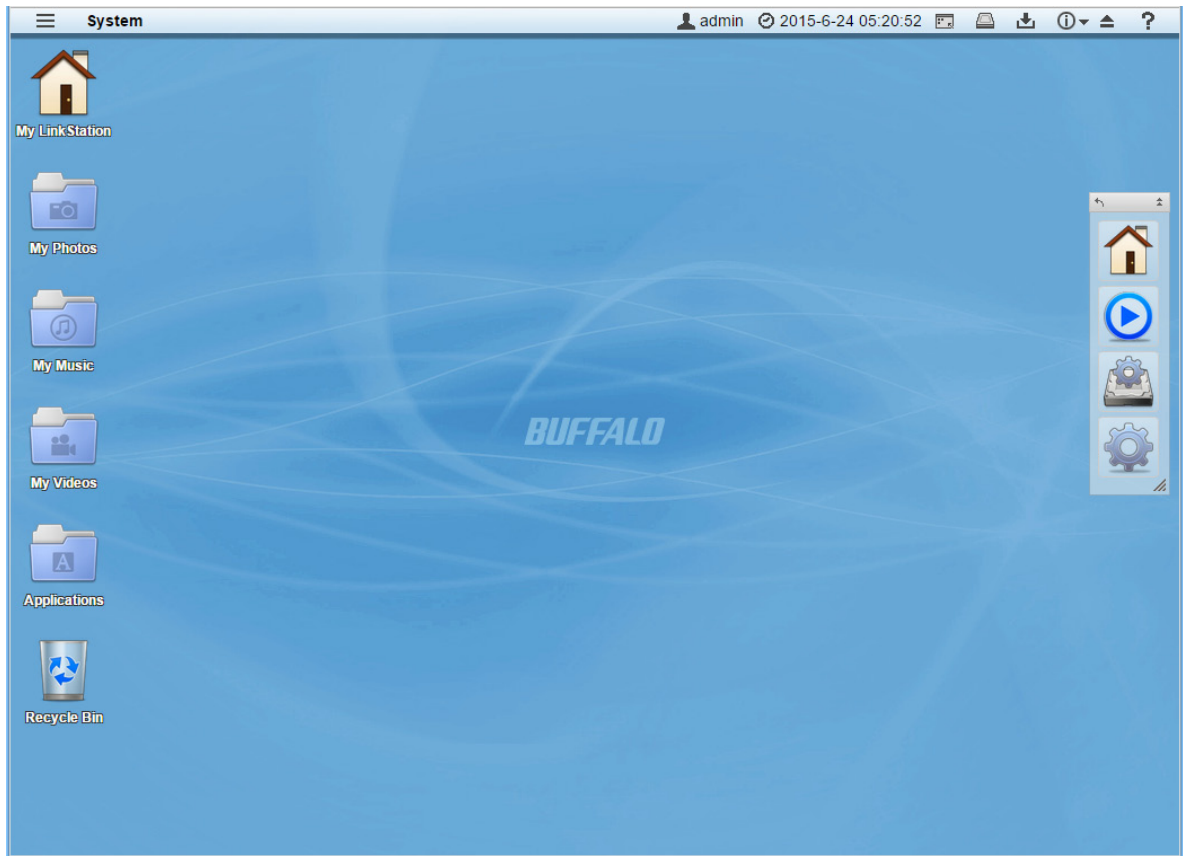 System admin 2015-6-24 05:20:52 ?
My LinkStation
My Photos
My Music
BUFFALO
My Videos
A
Applications
Recycle Bin